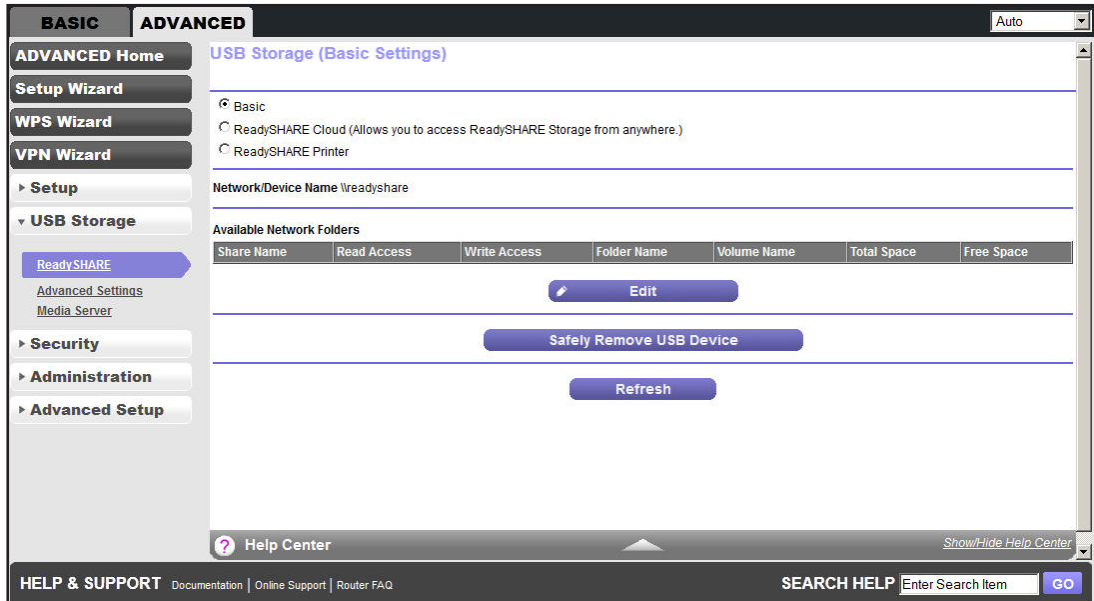 BASIC ADVANCED Auto
ADVANCED Home
Setup Wizard
WPS Wizard
VPN Wizard
Setup
USB Storage
ReadySHARE
Advanced Settings
Media Server
Security
Administration
Advanced Setup
USB Storage (Basic Settings)
Basic
ReadySHARE Cloud (Allows you to access ReadySHARE Storage from anywhere.)
ReadySHARE Printer
Network/Device Name \\readyshare
Available Network Folders
Share Name Read Access Write Access Folder Name Volume Name Total Space Free Space
Edit
Safely Remove USB Device
Refresh
? Help Center Show/Hide Help Center
HELP & SUPPORT Documentation | Online Support | Router FAQ SEARCH HELP Enter Search Item GO